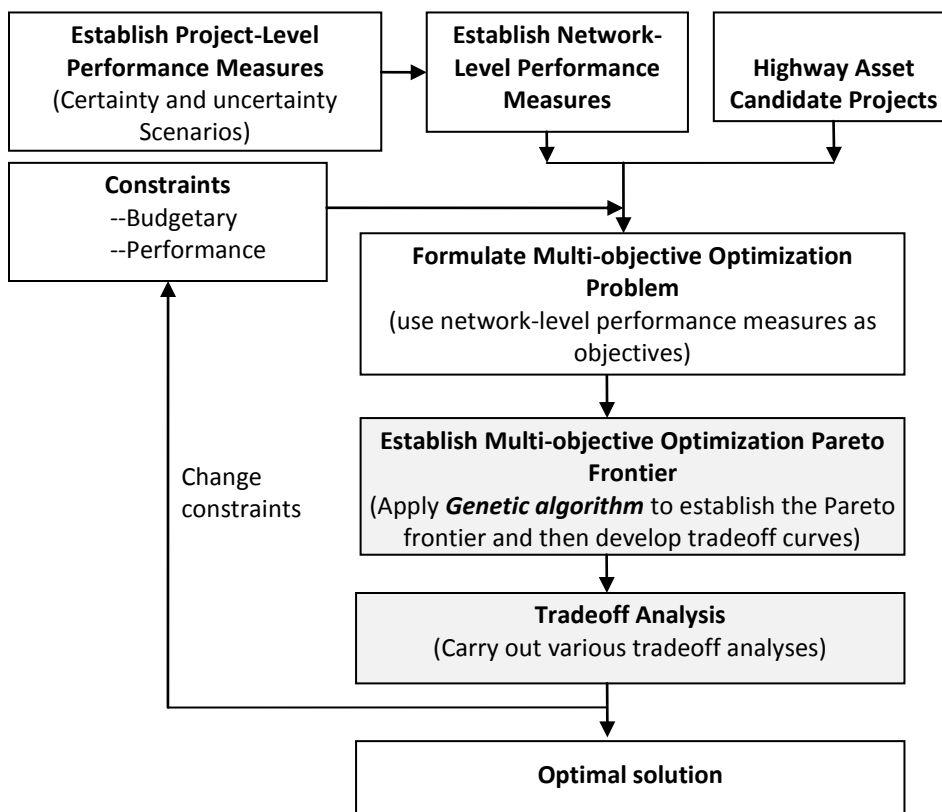 Establish Project-Level
Performance Measures
(Certainty and uncertainty
Scenarios)
Establish Network-
Level Performance
Measures
Highway Asset
Candidate Projects
Constraints
--Budgetary
--Performance
Formulate Multi-objective Optimization
Problem
(use network-level performance measures as
objectives)
Establish Multi-objective Optimization Pareto
Frontier
(Apply Genetic algorithm to establish the Pareto
frontier and then develop tradeoff curves)
Change
constraints
Tradeoff Analysis
(Carry out various tradeoff analyses)
Optimal solution